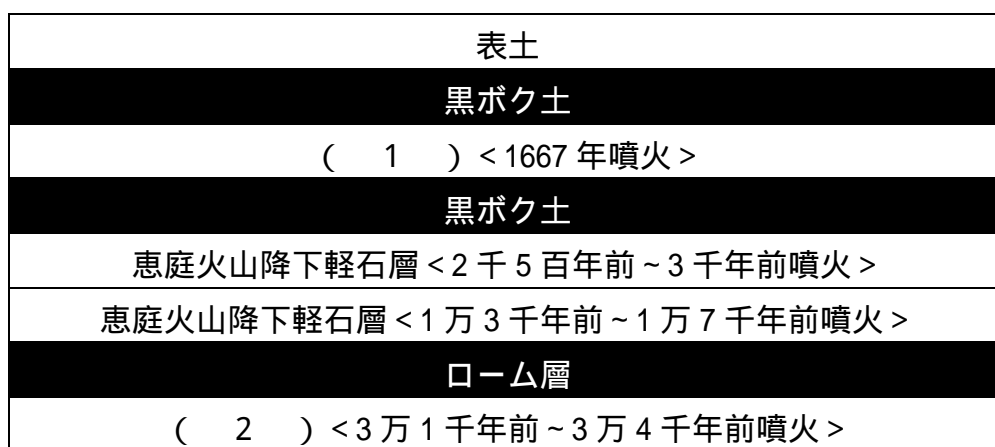 表土
黒ボク土
（　1　）＜1667 年噴火＞
黒ボク土
恵庭火山降下軽石層＜2 千 5 百年前～3 千年前噴火＞
恵庭火山降下軽石層＜1 万 3 千年前～1 万 7 千年前噴火＞
ローム層
（　2　）＜3 万 1 千年前～3 万 4 千年前噴火＞